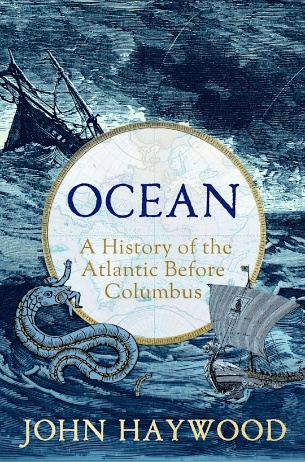 OCEAN
A History of the
Atlantic Before
Columbus
JOHN HAYWOOD